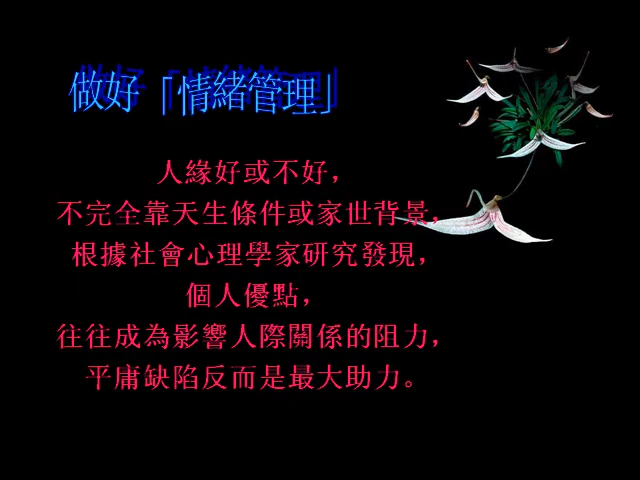 做好「情緒管理」
人緣好或不好，
不完全靠天生條件或家世背景，
根據社會心理學家研究發現，
個人優點，
往往成為影響人際關係的阻力，
平庸缺陷反而是最大助力。